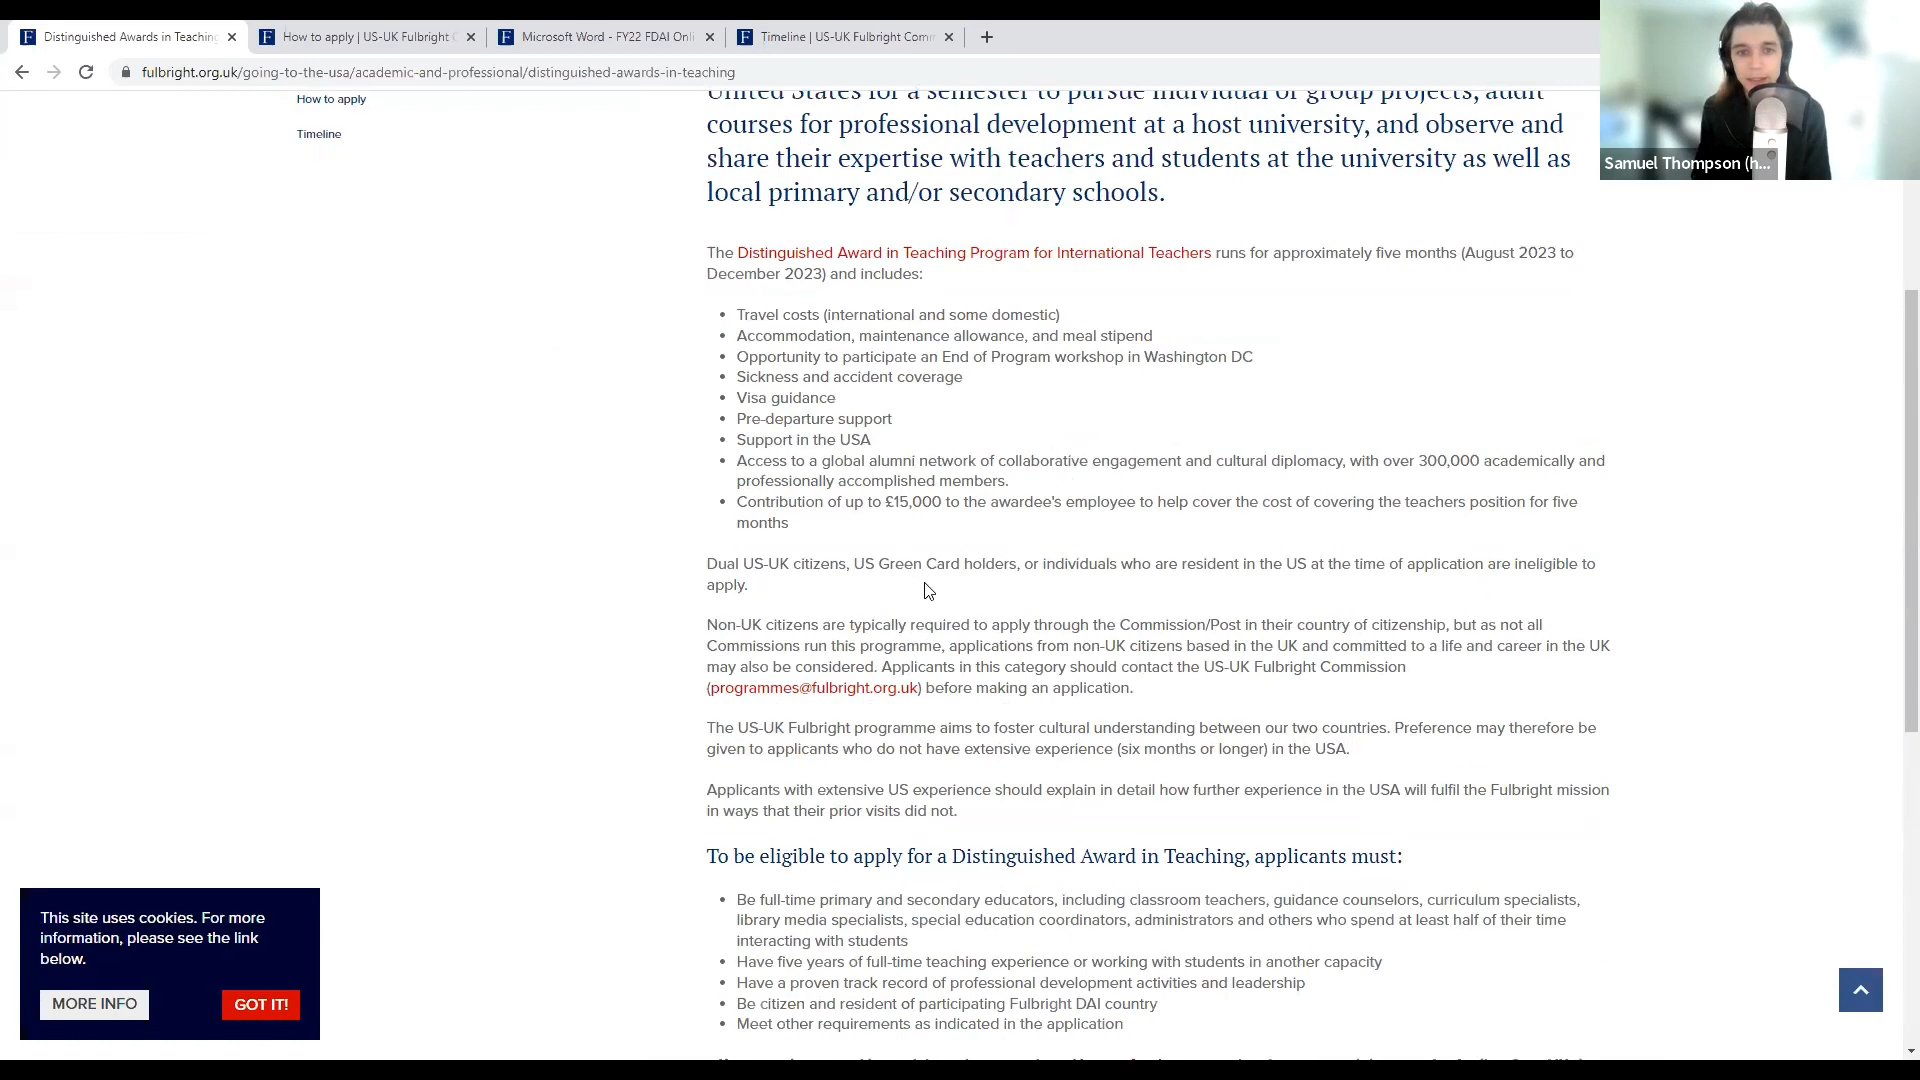 Distinguished Awards in Teaching
How to apply | US-UK Fulbright C
Microsoft Word - FY22 FDAI Onli
Timeline | US-UK Fulbright Comm
fulbright.org.uk/going-to-the-usa/academic-and-professional/distinguished-awards-in-teaching
Samuel Thompson (h...
How to apply
Timeline
United States for a semester to pursue individual or group projects, audit
courses for professional development at a host university, and observe and
share their expertise with teachers and students at the university as well as
local primary and/or secondary schools.
The Distinguished Award in Teaching Program for International Teachers runs for approximately five months (August 2023 to
December 2023) and includes:
• Travel costs (international and some domestic)
• Accommodation, maintenance allowance, and meal stipend
• Opportunity to participate an End of Program workshop in Washington DC
• Sickness and accident coverage
• Visa guidance
• Pre-departure support
• Support in the USA
• Access to a global alumni network of collaborative engagement and cultural diplomacy, with over 300,000 academically and
professionally accomplished members.
• Contribution of up to £15,000 to the awardee's employee to help cover the cost of covering the teachers position for five
months
Dual US-UK citizens, US Green Card holders, or individuals who are resident in the US at the time of application are ineligible to
apply.
Non-UK citizens are typically required to apply through the Commission/Post in their country of citizenship, but as not all
Commissions run this programme, applications from non-UK citizens based in the UK and committed to a life and career in the UK
may also be considered. Applicants in this category should contact the US-UK Fulbright Commission
(programmes@fulbright.org.uk) before making an application.
The US-UK Fulbright programme aims to foster cultural understanding between our two countries. Preference may therefore be
given to applicants who do not have extensive experience (six months or longer) in the USA.
Applicants with extensive US experience should explain in detail how further experience in the USA will fulfil the Fulbright mission
in ways that their prior visits did not.
To be eligible to apply for a Distinguished Award in Teaching, applicants must:
• Be full-time primary and secondary educators, including classroom teachers, guidance counselors, curriculum specialists,
library media specialists, special education coordinators, administrators and others who spend at least half of their time
interacting with students
• Have five years of full-time teaching experience or working with students in another capacity
• Have a proven track record of professional development activities and leadership
• Be citizen and resident of participating Fulbright DAI country
• Meet other requirements as indicated in the application
This site uses cookies. For more
information, please see the link
below.
MORE INFO
GOT IT!